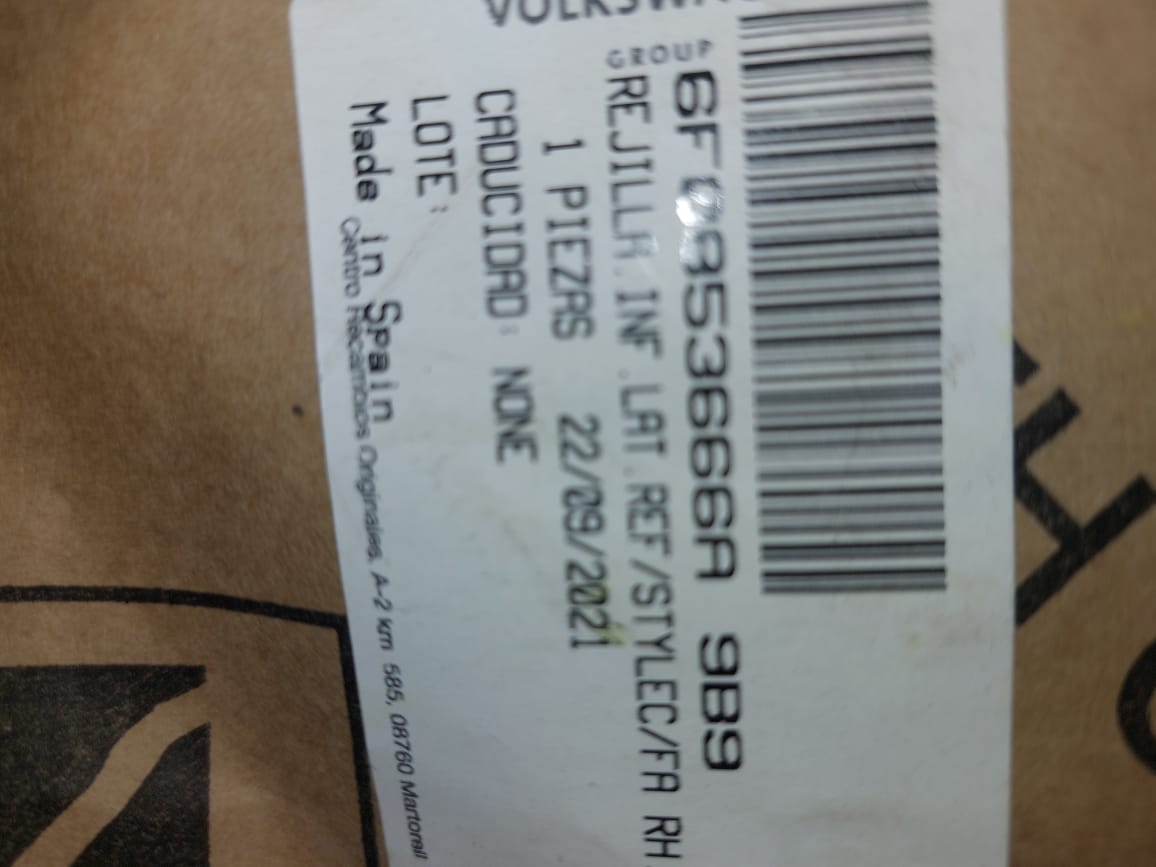 GROUP
6F0853666A 9B9
REJILLA.INF.LAT.REF/STYLEC/FA RH.
1 PIEZAS 22/09/2021
CADUCIDAD: NONE
LOTE:
Made in Spain
Centro Recambios Originales. A-2 km 585, 08760 Martorell